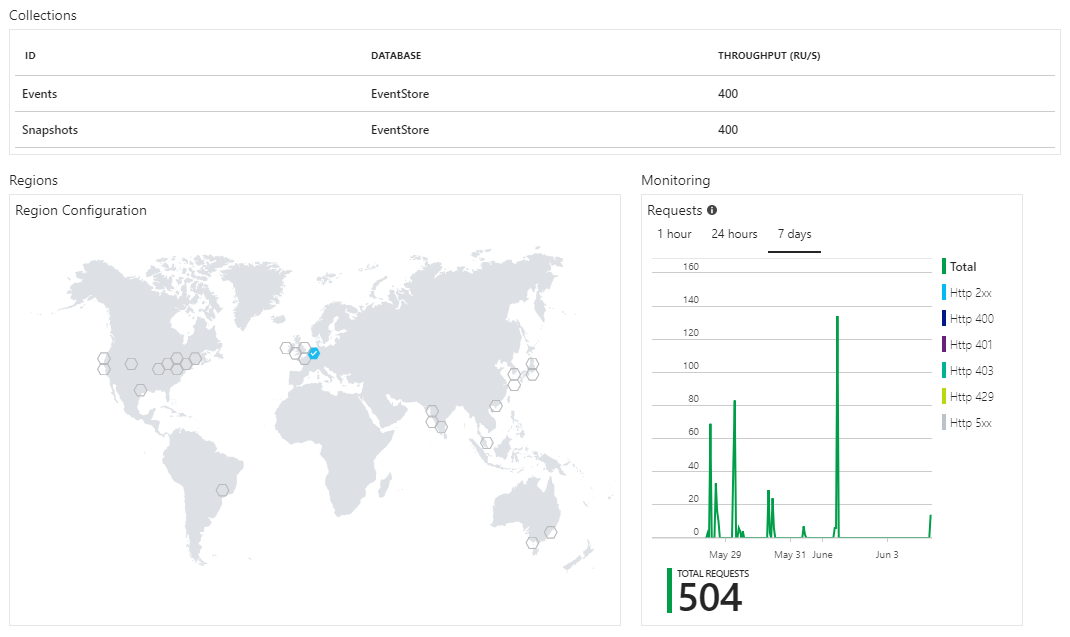 Collections
ID DATABASE THROUGHPUT (RU/S)
Events EventStore 400
Snapshots EventStore 400
Regions
Region Configuration
Monitoring
Requests
1 hour 24 hours 7 days
160
140
120
100
80
60
40
20
0
May 29 May 31 June Jun 3
Total
Http 2xx
Http 400
Http 401
Http 403
Http 429
Http 5xx
TOTAL REQUESTS
504